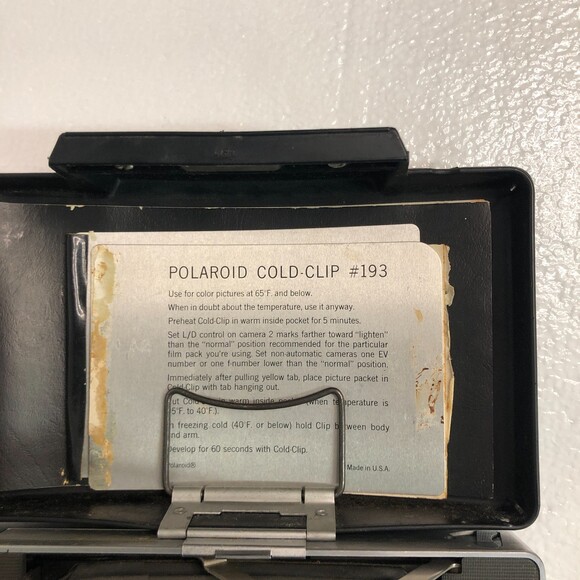 POLAROID COLD-CLIP #193
Use for color pictures at 65°F. and below.
When in doubt about the temperature, use it anyway.
Preheat Cold-Clip in warm inside pocket for 5 minutes.
Set L/D control on camera 2 marks farther toward "lighten"
than the "normal" position recommended for the particular
film pack you're using. Set non-automatic cameras one EV
number or one f-number lower than the "normal" position.
Immediately after pulling yellow tab, place picture packet in
Cold-Clip with tab hanging out.
warm inside (when temperature is
5°F. to 40°F.).
freezing cold (40°F. or below) hold Clip between body
and arm.
Develop for 60 seconds with Cold-Clip.
Polaroid® Made in U.S.A.